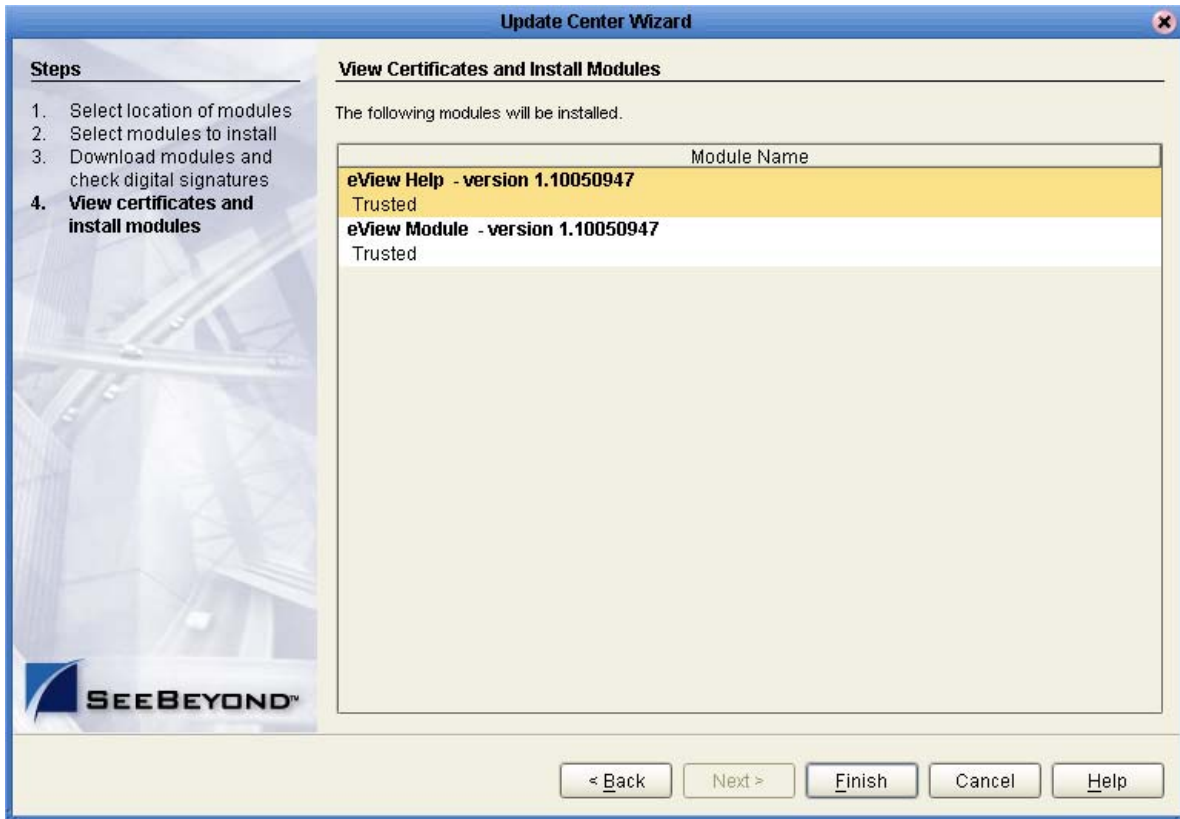 Update Center Wizard
Steps
1. Select location of modules
2. Select modules to install
3. Download modules and
check digital signatures
4. View certificates and
install modules
SEEBEYOND™
View Certificates and Install Modules
The following modules will be installed.
Module Name
eView Help - version 1.10050947
Trusted
eView Module - version 1.10050947
Trusted
< Back
Next >
Finish
Cancel
Help